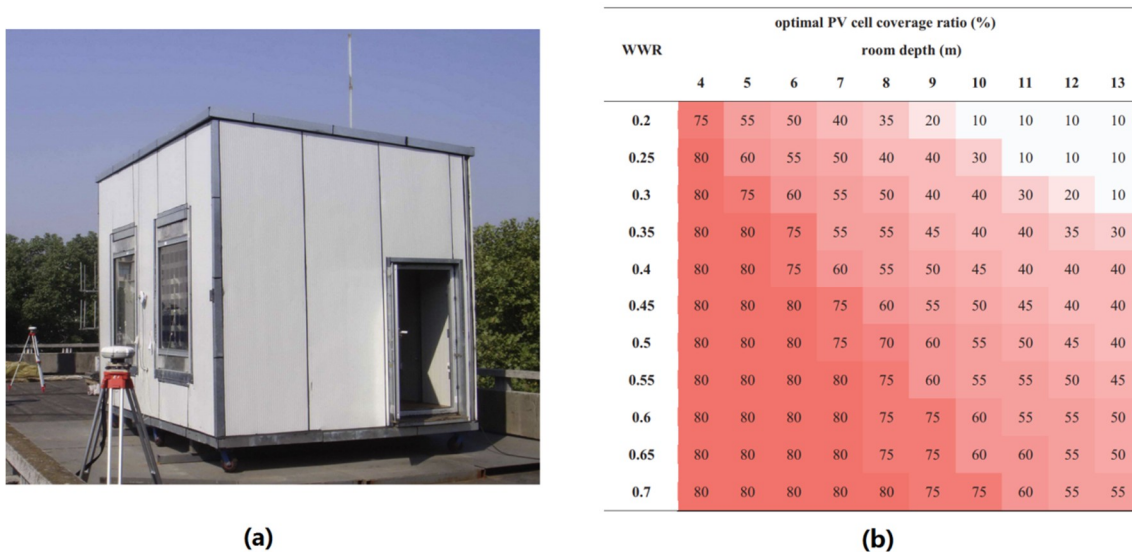 optimal PV cell coverage ratio (%)
WWR room depth (m)
4 5 6 7 8 9 10 11 12 13
0.2 75 55 50 40 35 20 10 10 10 10
0.25 80 60 55 50 40 40 30 10 10 10
0.3 80 75 60 55 50 40 40 30 20 10
0.35 80 80 75 55 55 45 40 40 35 30
0.4 80 80 75 60 55 50 45 40 40 40
0.45 80 80 80 75 60 55 50 45 40 40
0.5 80 80 80 75 70 60 55 50 45 40
0.55 80 80 80 80 75 60 55 55 50 45
0.6 80 80 80 80 75 75 60 55 55 50
0.65 80 80 80 80 75 75 60 60 55 50
0.7 80 80 80 80 80 75 75 60 55 55
(a) (b)